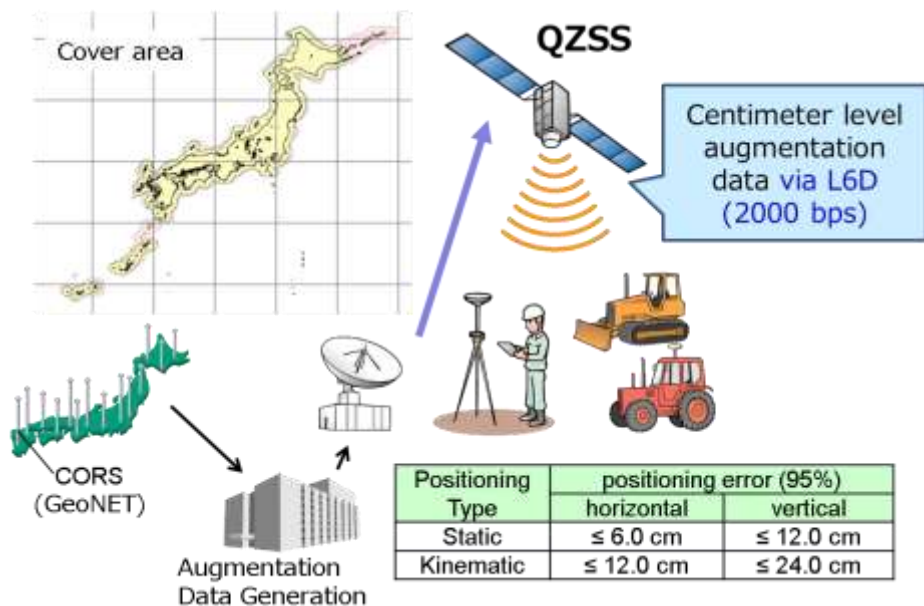 Cover area
QZSS
Centimeter level
augmentation
data via L6D
(2000 bps)
CORS
(GeoNET)
Augmentation
Data Generation
Positioning Type | positioning error (95%)
horizontal | vertical
Static | ≤ 6.0 cm | ≤ 12.0 cm
Kinematic | ≤ 12.0 cm | ≤ 24.0 cm